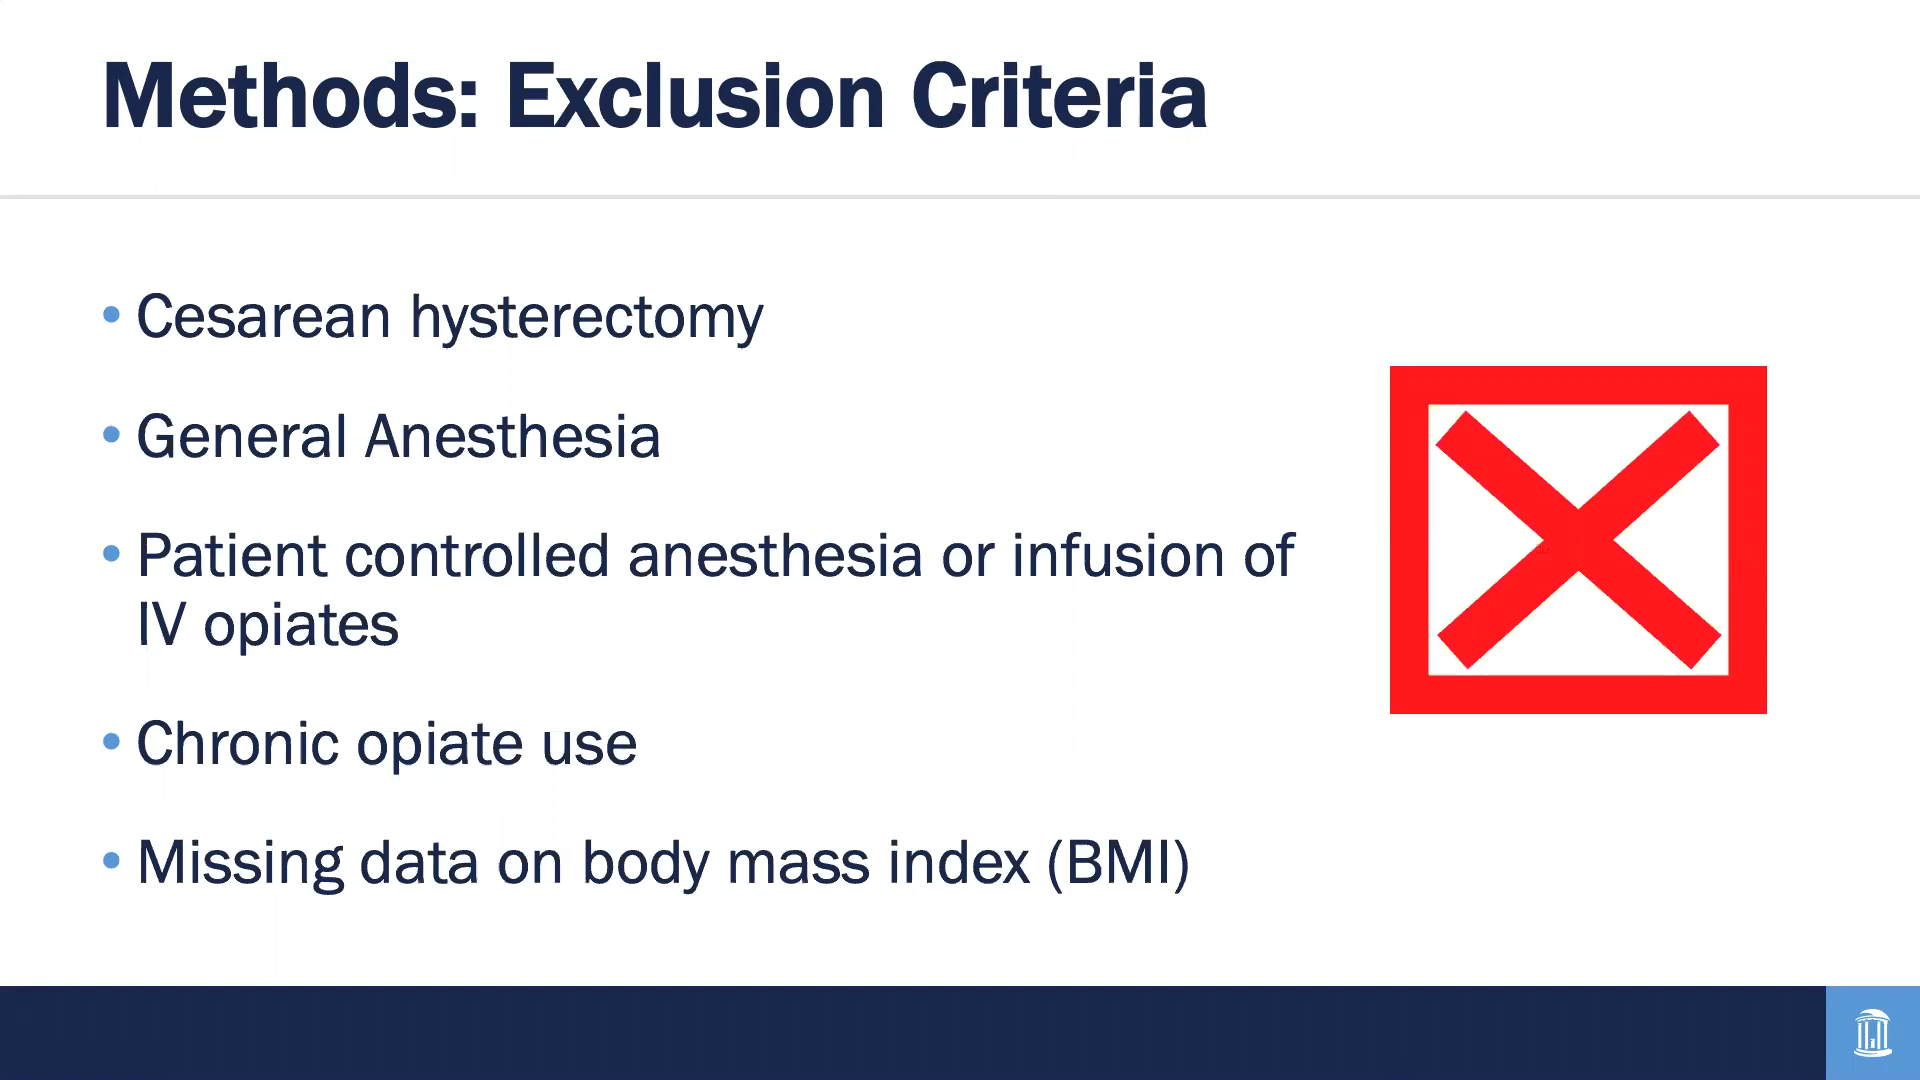 Methods: Exclusion Criteria
• Cesarean hysterectomy
• General Anesthesia
• Patient controlled anesthesia or infusion of
IV opiates
• Chronic opiate use
• Missing data on body mass index (BMI)